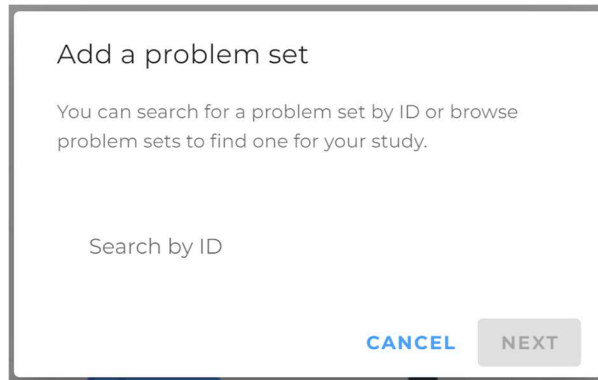 Add a problem set
You can search for a problem set by ID or browse
problem sets to find one for your study.
Search by ID
CANCEL NEXT